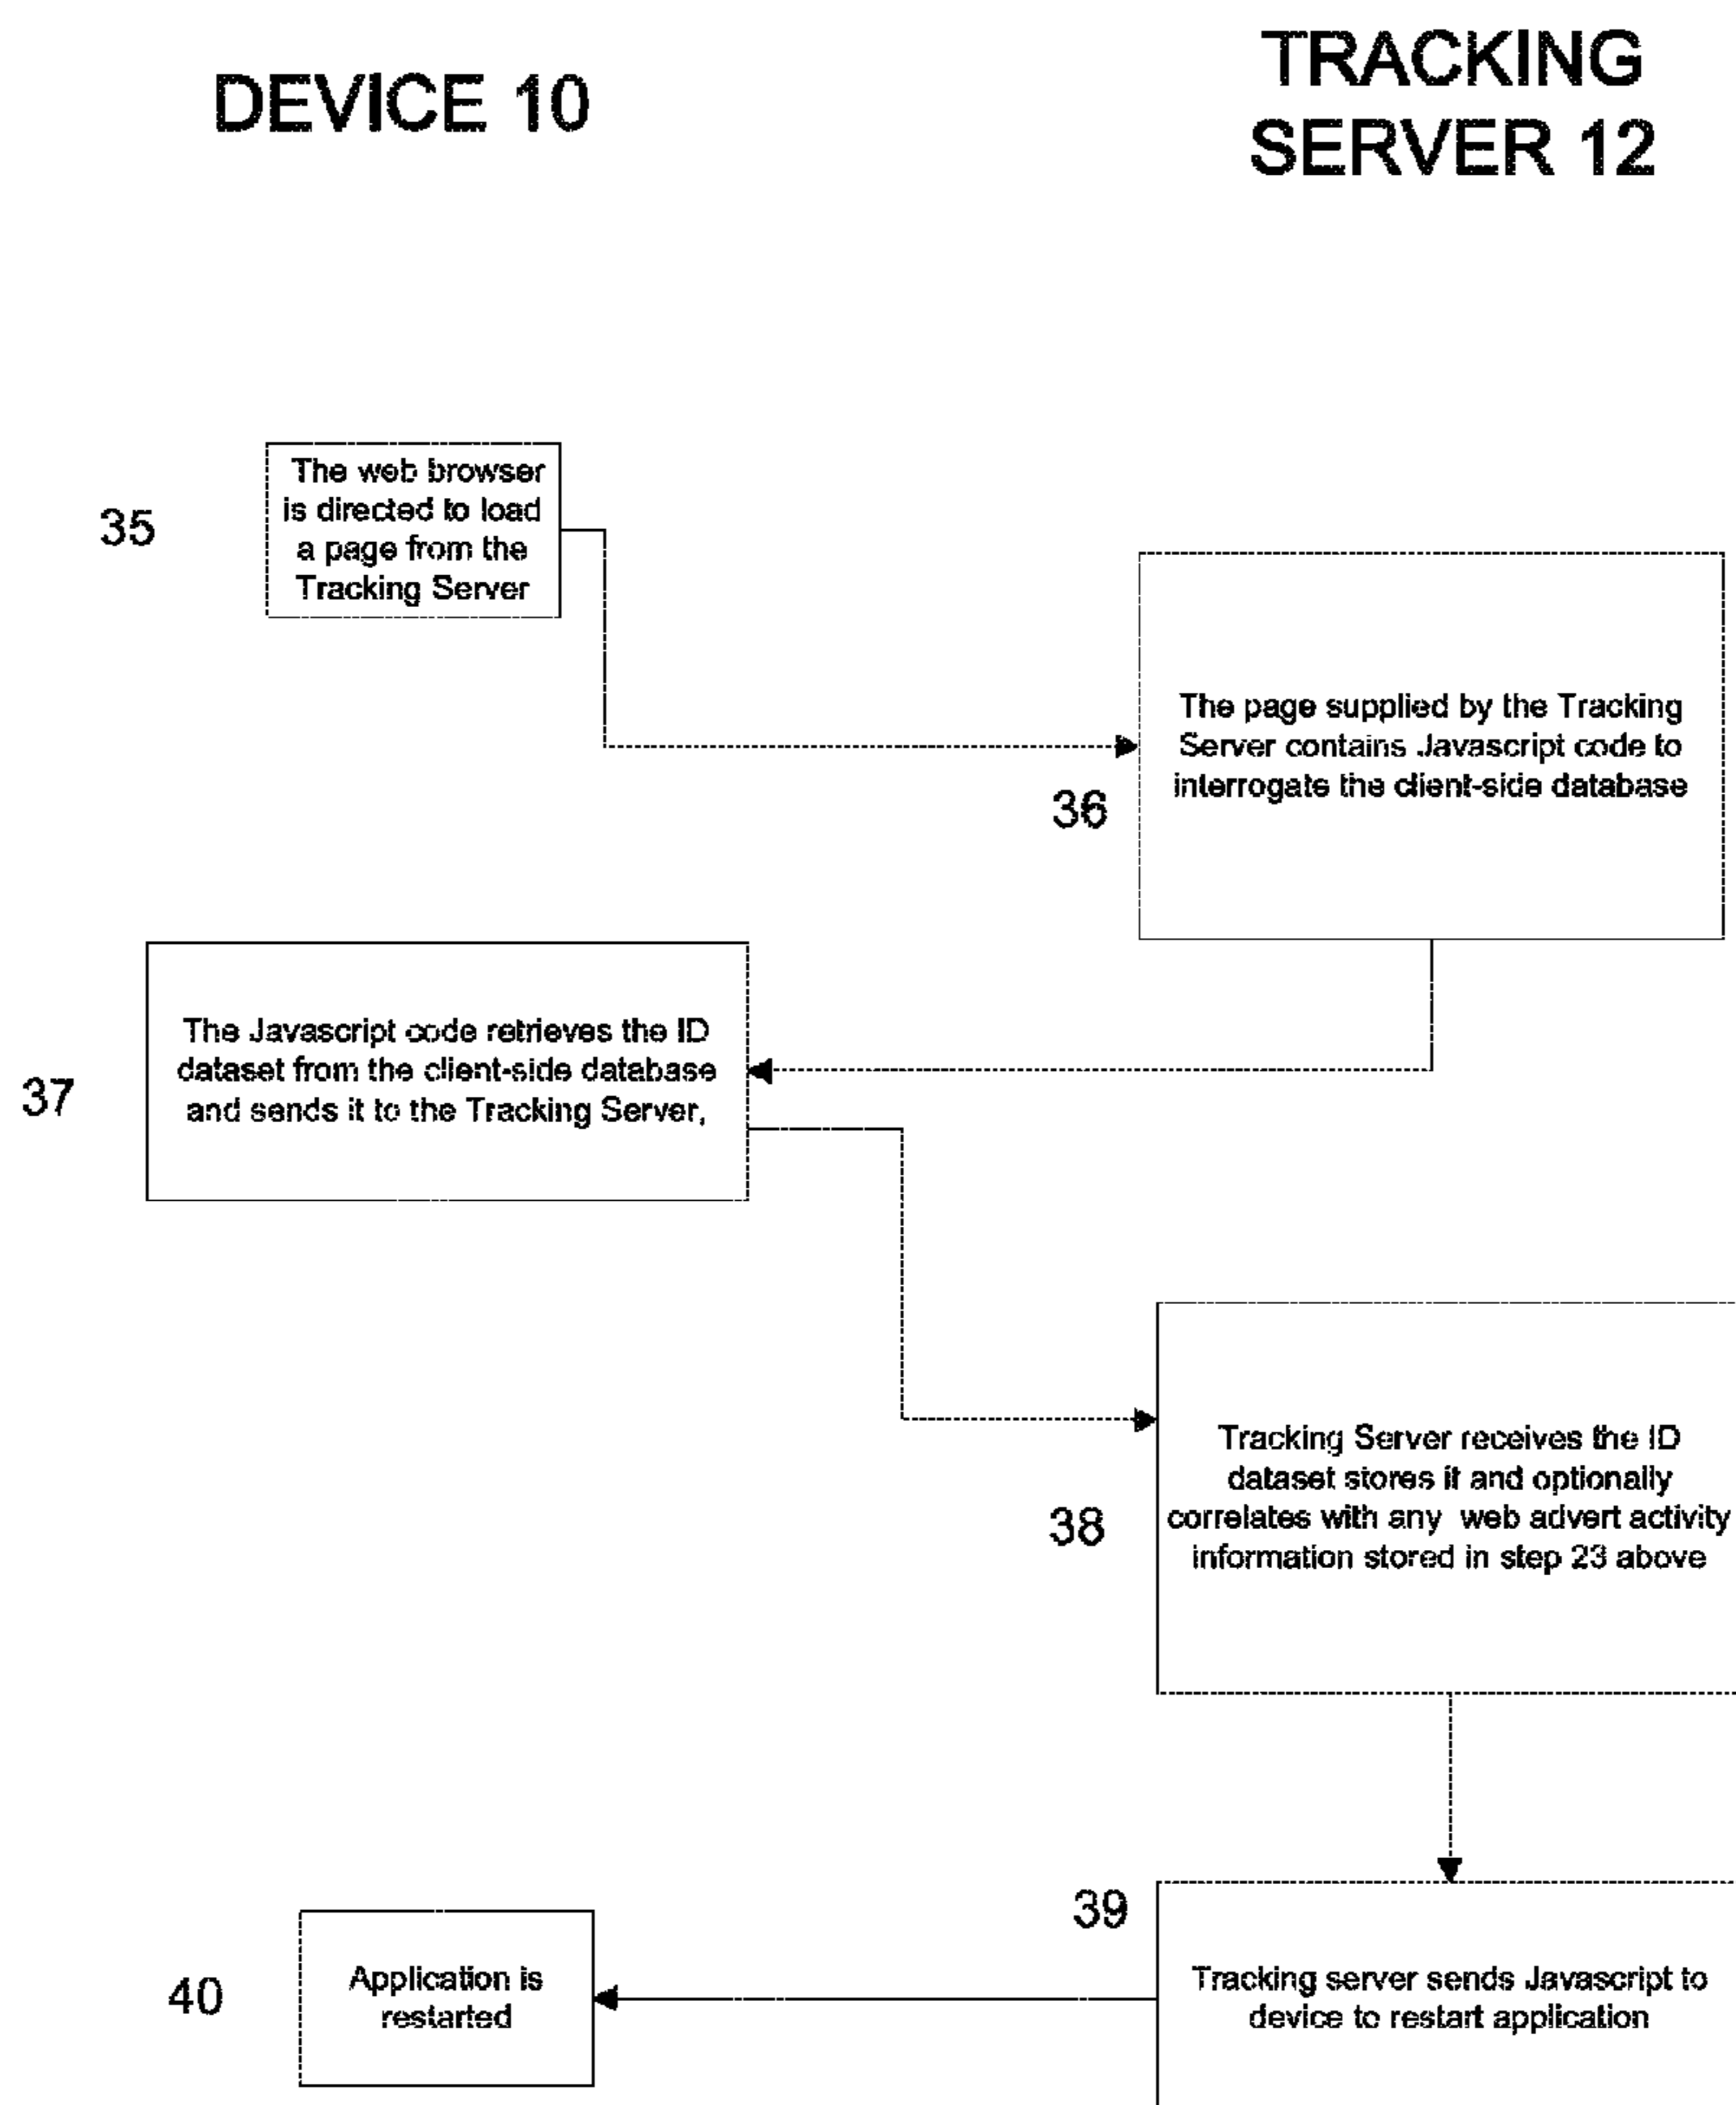 DEVICE 10
TRACKING
SERVER 12
35
The web browser
is directed to load
a page from the
Tracking Server
The page supplied by the Tracking
Server contains Javascript code to
interrogate the client-side database
36
37
The Javascript code retrieves the ID
dataset from the client-side database
and sends it to the Tracking Server,
38
Tracking Server receives the ID
dataset stores it and optionally
correlates with any web advert activity
information stored in step 23 above
39
Tracking server sends Javascript to
device to restart application
40
Application is
restarted